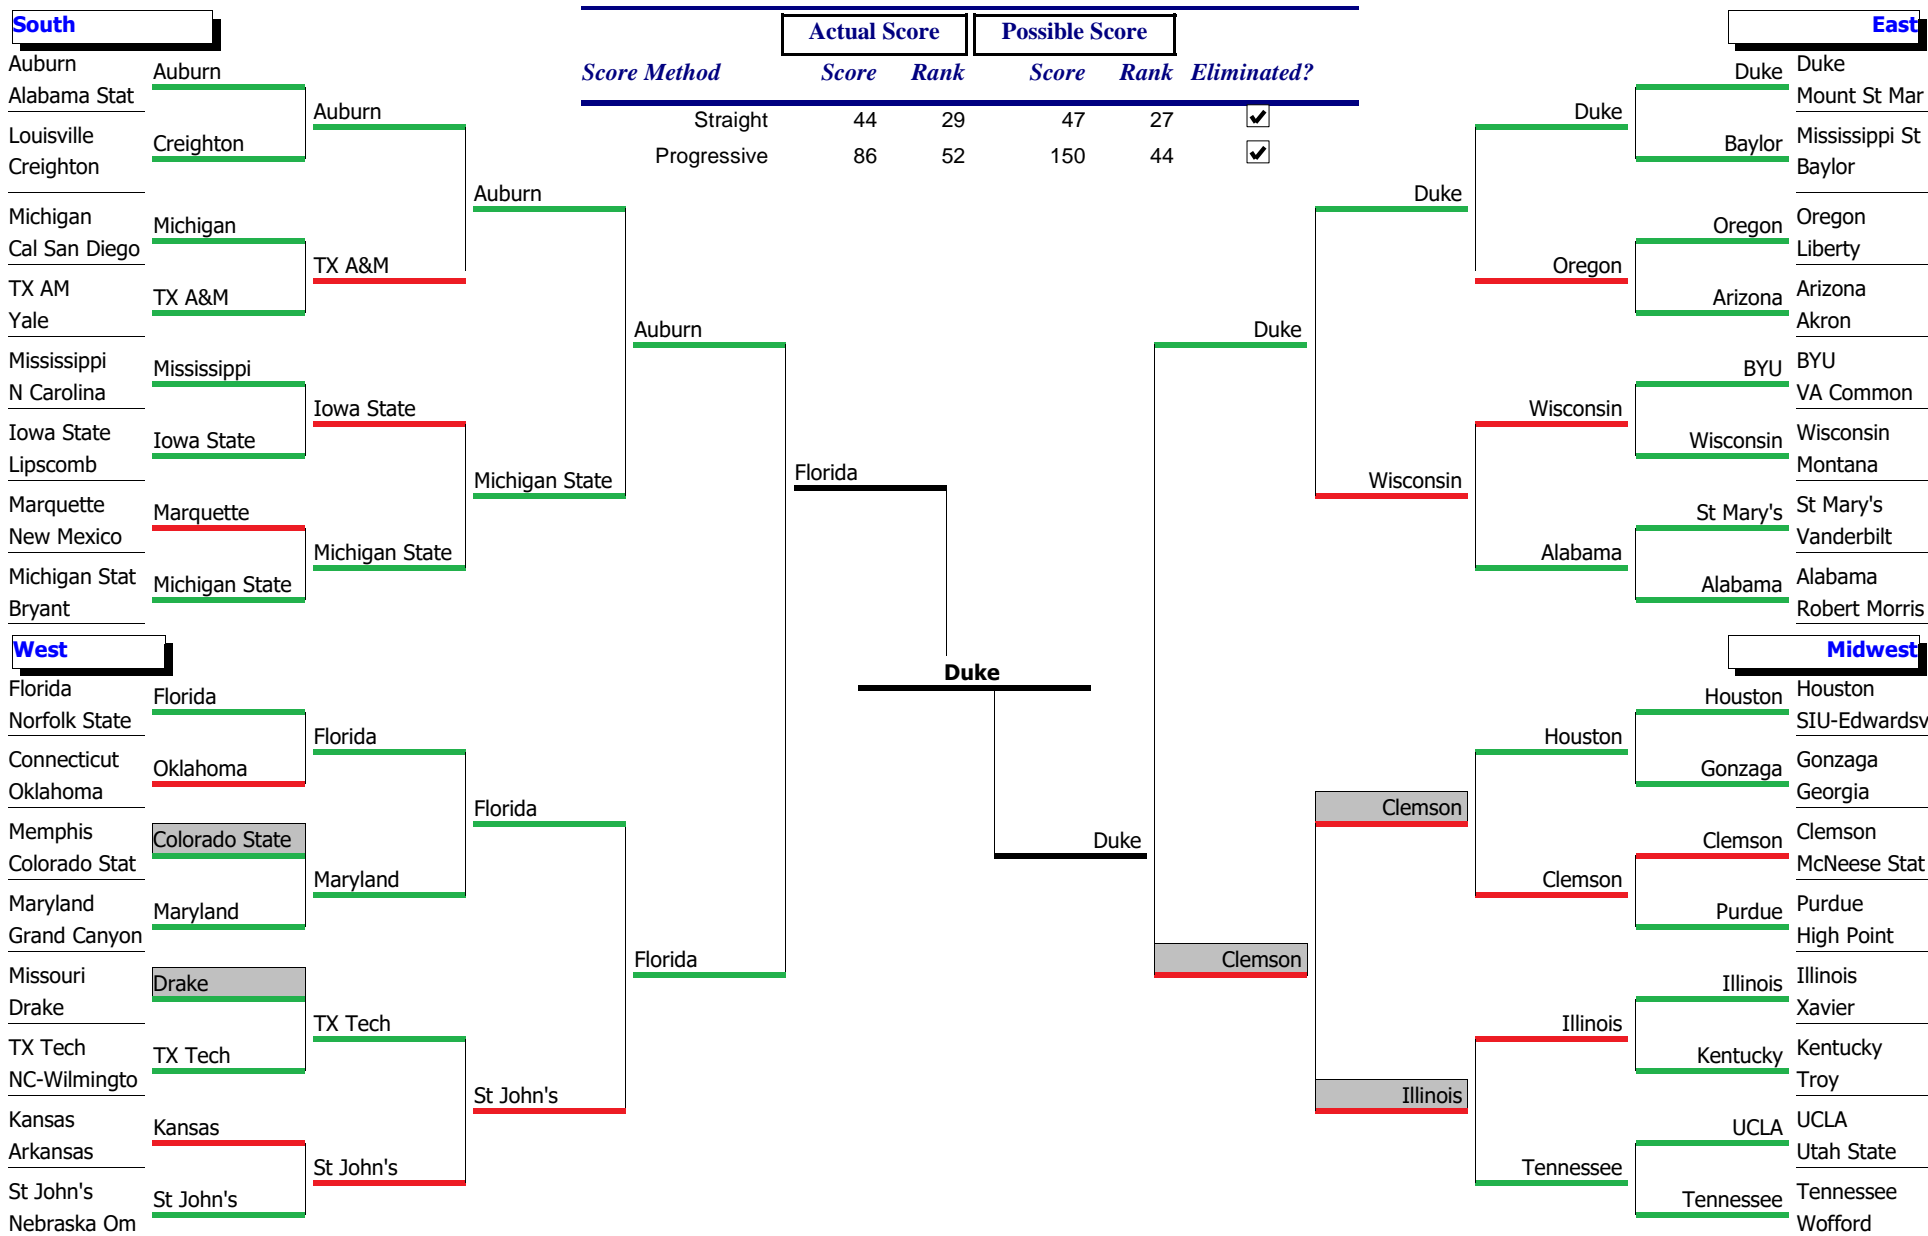 South
Actual Score Possible Score
Score Method Score Rank Score Rank Eliminated?
Straight 44 29 47 27
Progressive 86 52 150 44
East
Auburn
Alabama Stat
Louisville
Creighton
Michigan
Cal San Diego
TX AM
Yale
Mississippi
N Carolina
Iowa State
Lipscomb
Marquette
New Mexico
Michigan Stat
Bryant
Auburn
Creighton
Michigan
TX A&M
Mississippi
Iowa State
Marquette
Michigan State
Auburn
TX A&M
Iowa State
Michigan State
Auburn
Michigan State
Auburn
Florida
West
Florida
Norfolk State
Connecticut
Oklahoma
Memphis
Colorado Stat
Maryland
Grand Canyon
Missouri
Drake
TX Tech
NC-Wilmingto
Kansas
Arkansas
St John's
Nebraska Om
Florida
Oklahoma
Colorado State
Maryland
Drake
TX Tech
Kansas
St John's
Florida
Maryland
TX Tech
St John's
Florida
St John's
Florida
Duke
Duke
Duke
Clemson
Duke
Wisconsin
Duke
Oregon
Wisconsin
Alabama
Duke
Baylor
Oregon
Arizona
BYU
Wisconsin
St Mary's
Alabama
Duke
Mount St Mar
Mississippi St
Baylor
Oregon
Liberty
Arizona
Akron
BYU
VA Common
Wisconsin
Montana
St Mary's
Vanderbilt
Alabama
Robert Morris
Midwest
Clemson
Illinois
Houston
Clemson
Illinois
Tennessee
Houston
Gonzaga
Clemson
Purdue
Illinois
Kentucky
UCLA
Tennessee
Houston
SIU-Edwardsv
Gonzaga
Georgia
Clemson
McNeese Stat
Purdue
High Point
Illinois
Xavier
Kentucky
Troy
UCLA
Utah State
Tennessee
Wofford